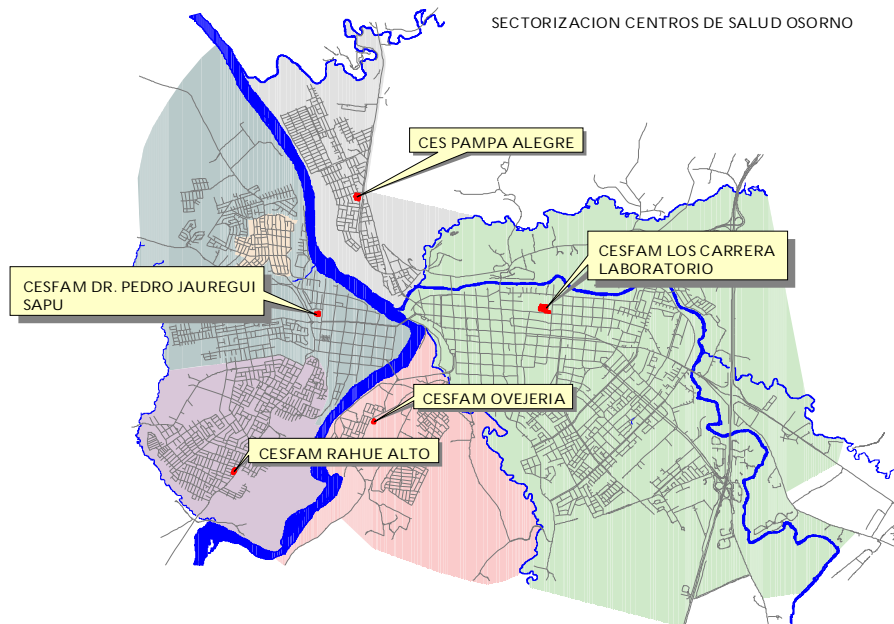 SECTORIZACION CENTROS DE SALUD OSORNO
CES PAMPA ALEGRE
CESFAM LOS CARRERA
LABORATORIO
CESFAM DR. PEDRO JAUREGUI
SAPU
CESFAM OVEJERIA
CESFAM RAHUE ALTO